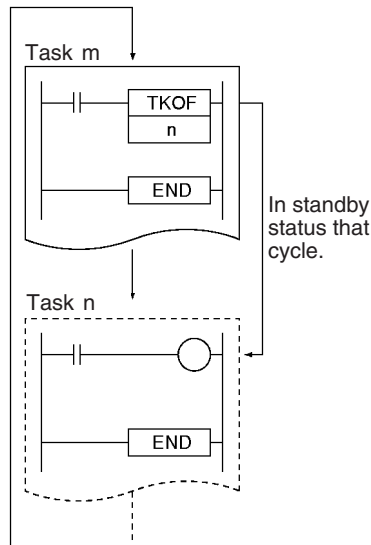 Task m
TKOF
n
END
In standby
status that
cycle.
Task n
END